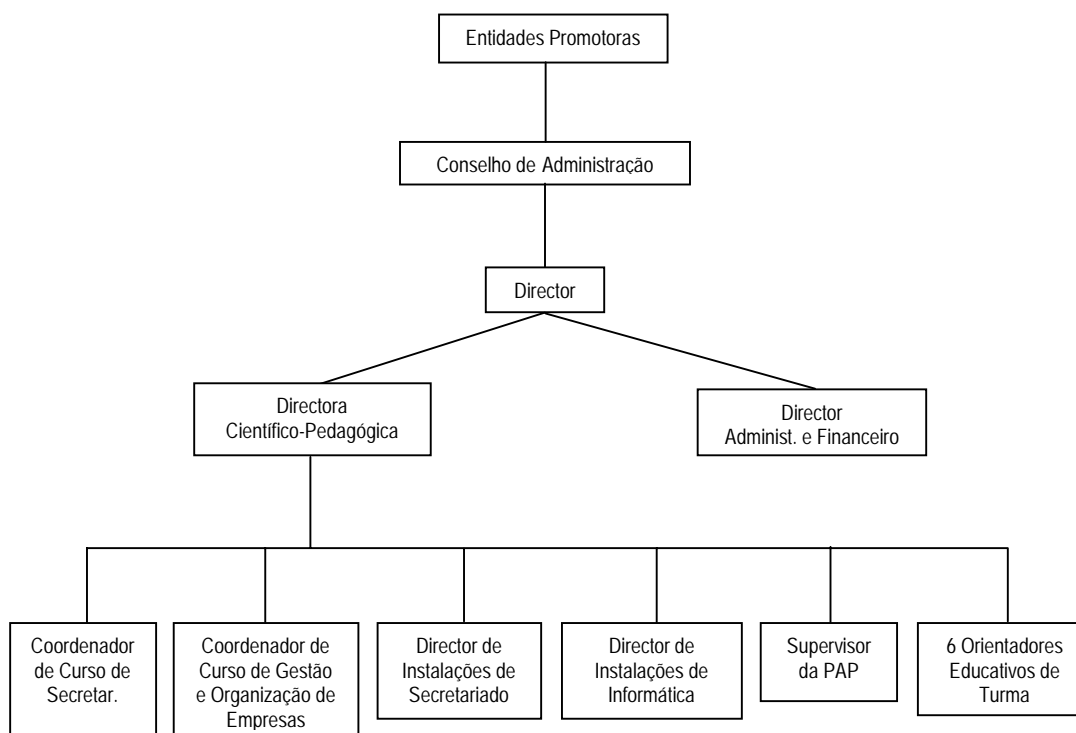 Entidades Promotoras
Conselho de Administração
Director
Directora
Científico-Pedagógica
Director
Administ. e Financeiro
Coordenador
de Curso de
Secretar.
Coordenador de
Curso de Gestão
e Organização de
Empresas
Director de
Instalações de
Secretariado
Director de
Instalações de
Informática
Supervisor
da PAP
6 Orientadores
Educativos de
Turma